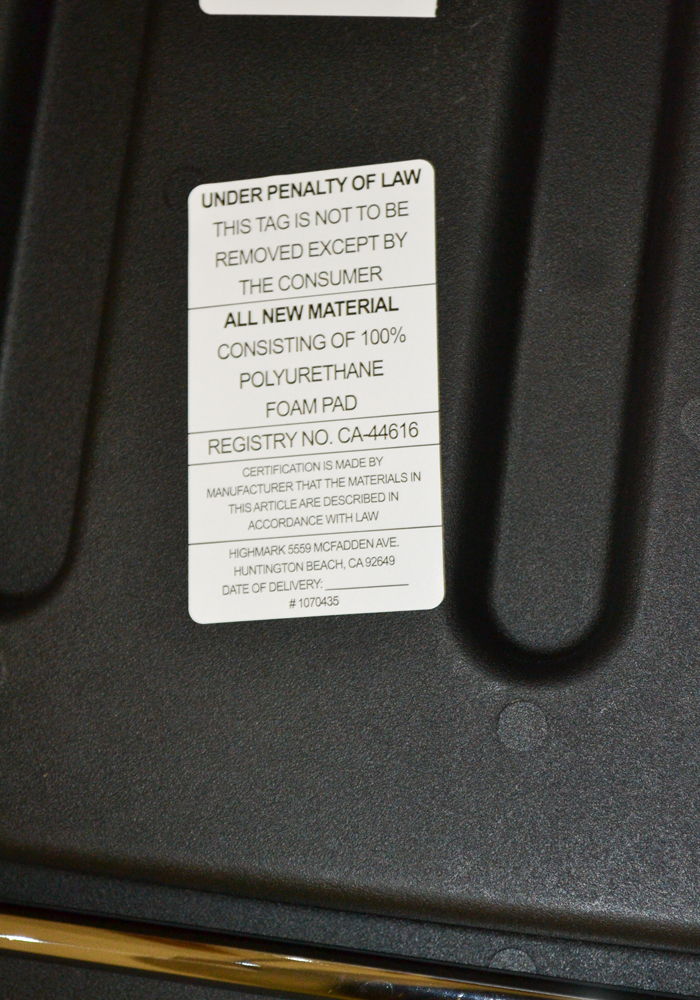 UNDER PENALTY OF LAW
THIS TAG IS NOT TO BE
REMOVED EXCEPT BY
THE CONSUMER
ALL NEW MATERIAL
CONSISTING OF 100%
POLYURETHANE
FOAM PAD
REGISTRY NO. CA-44616
CERTIFICATION IS MADE BY
MANUFACTURER THAT THE MATERIALS IN
THIS ARTICLE ARE DESCRIBED IN
ACCORDANCE WITH LAW
HIGHMARK 5559 MCFADDEN AVE.
HUNTINGTON BEACH, CA 92649
DATE OF DELIVERY: ____________
# 1070435